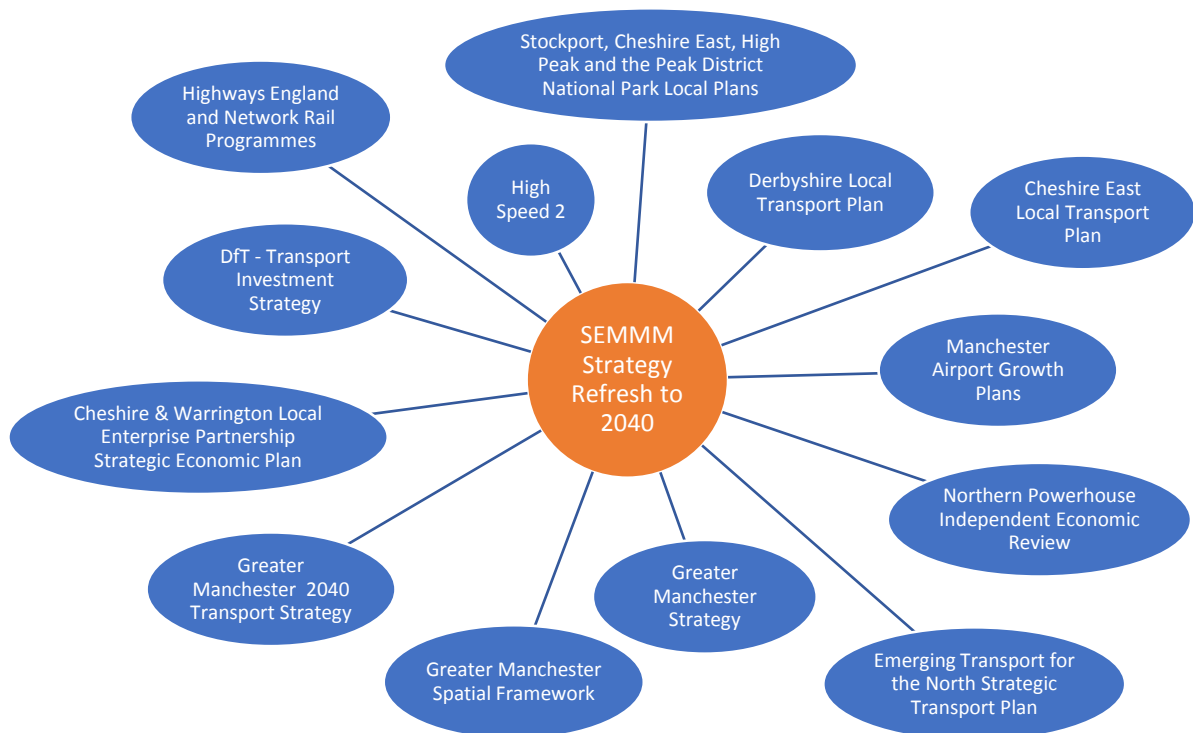 Stockport, Cheshire East, High
Peak and the Peak District
National Park Local Plans
Highways England
and Network Rail
Programmes
High
Speed 2
Derbyshire Local
Transport Plan
Cheshire East
Local Transport
Plan
DfT - Transport
Investment
Strategy
SEMMM
Strategy
Refresh to
2040
Manchester
Airport Growth
Plans
Cheshire & Warrington Local
Enterprise Partnership
Strategic Economic Plan
Northern Powerhouse
Independent Economic
Review
Greater
Manchester 2040
Transport Strategy
Greater
Manchester
Strategy
Greater Manchester
Spatial Framework
Emerging Transport for
the North Strategic
Transport Plan